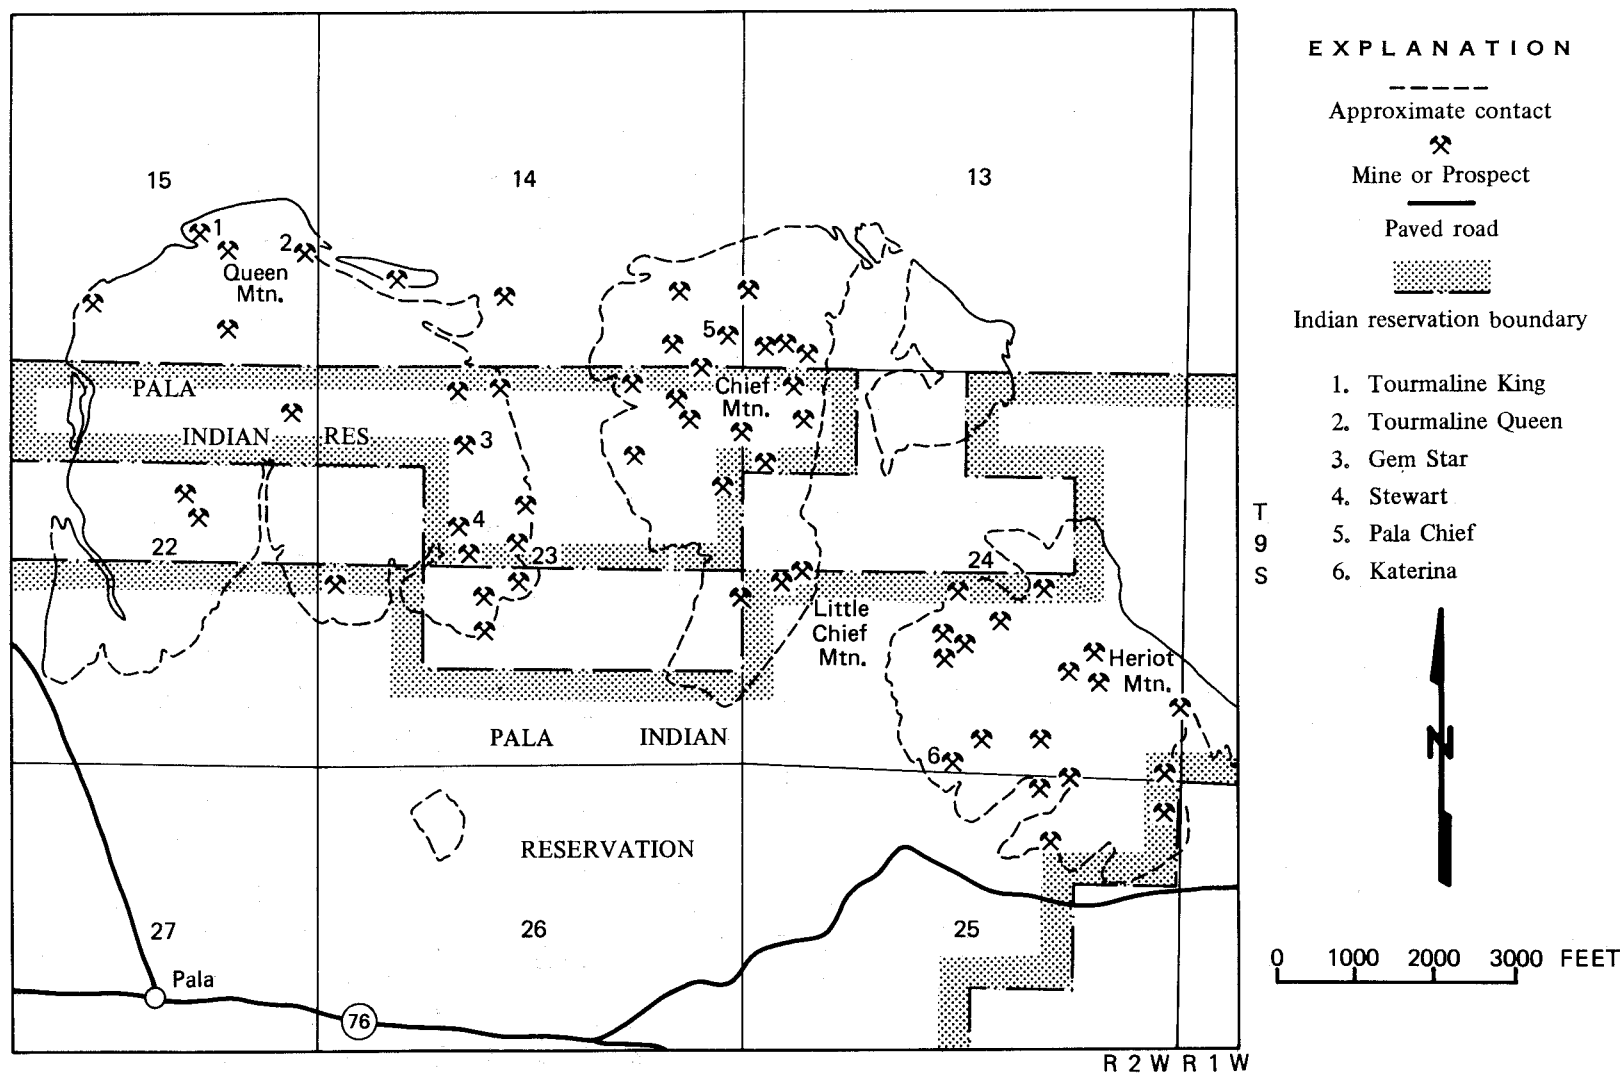 15
14
13
1
2
Queen
Mtn.
5
PALA
Chief
Mtn.
INDIAN RES
3
4
22
23
24
Little
Chief
Mtn.
Heriot
Mtn.
PALA INDIAN
6
RESERVATION
27
26
25
Pala
76
R 2 W R 1 W
T
9
S
EXPLANATION
Approximate contact
Mine or Prospect
Paved road
Indian reservation boundary
1. Tourmaline King
2. Tourmaline Queen
3. Gem Star
4. Stewart
5. Pala Chief
6. Katerina
N
0 1000 2000 3000 FEET